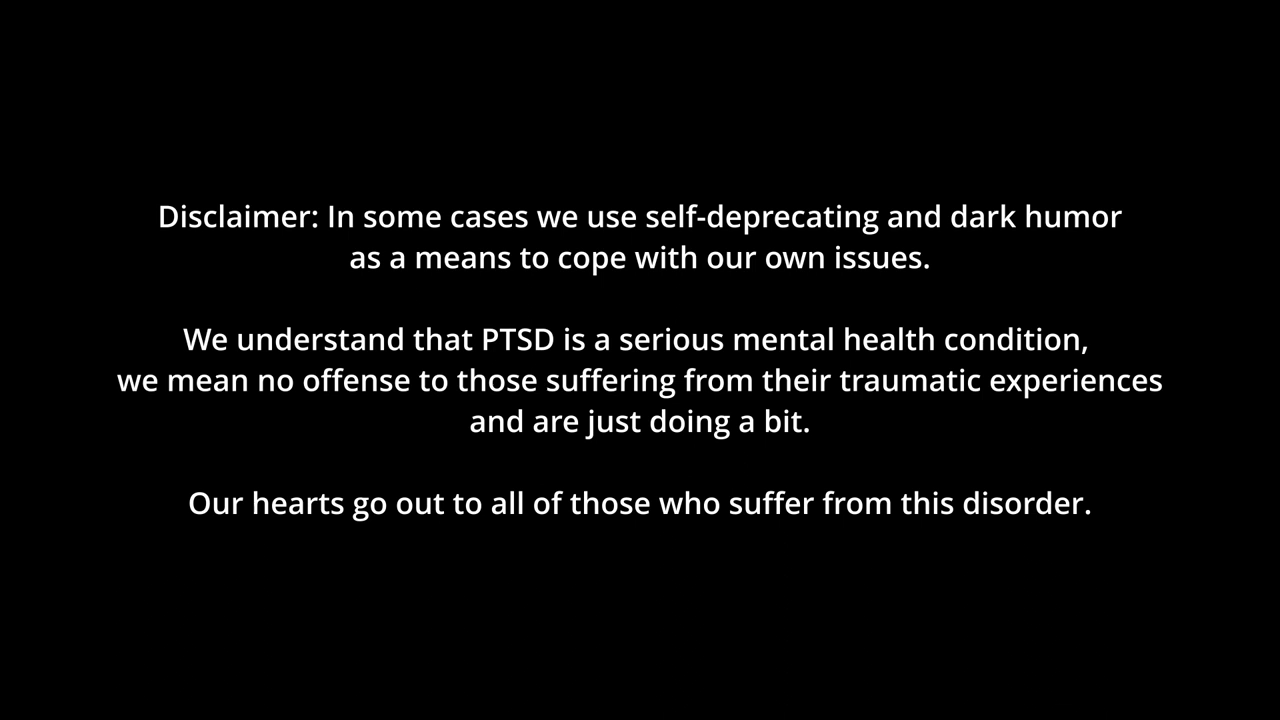 Disclaimer: In some cases we use self-deprecating and dark humor
as a means to cope with our own issues.
We understand that PTSD is a serious mental health condition,
we mean no offense to those suffering from their traumatic experiences
and are just doing a bit.
Our hearts go out to all of those who suffer from this disorder.